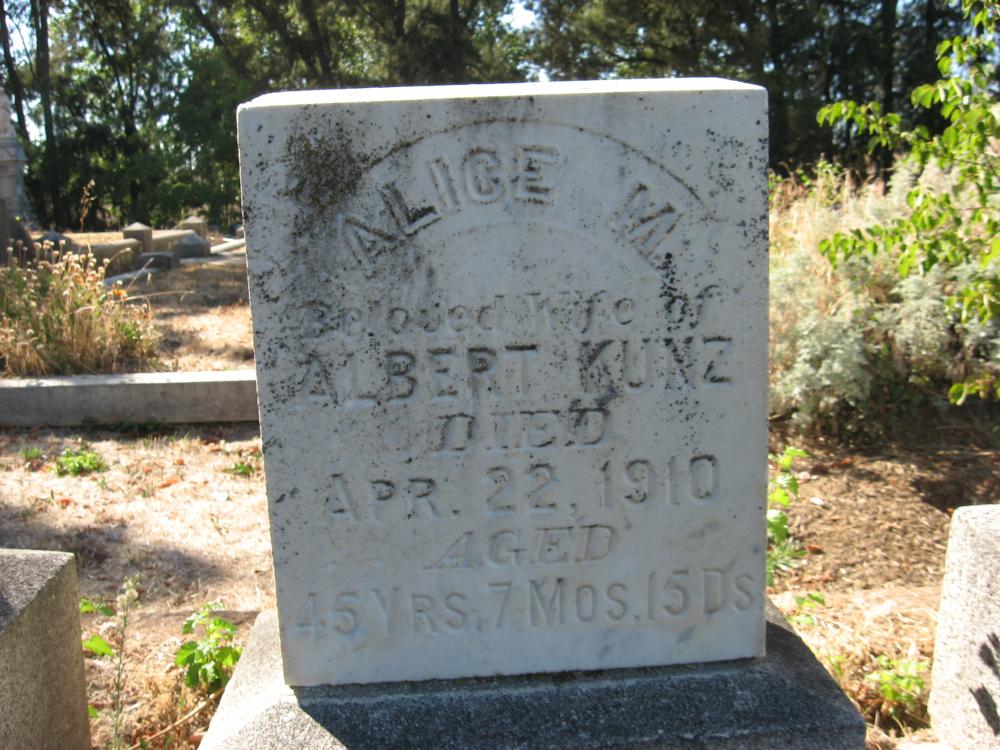 ALICE M.
Beloved Wife of
ALBERT KUNZ
DIED
APR. 22, 1910
AGED
45 YRS. 7 MOS. 15 DS